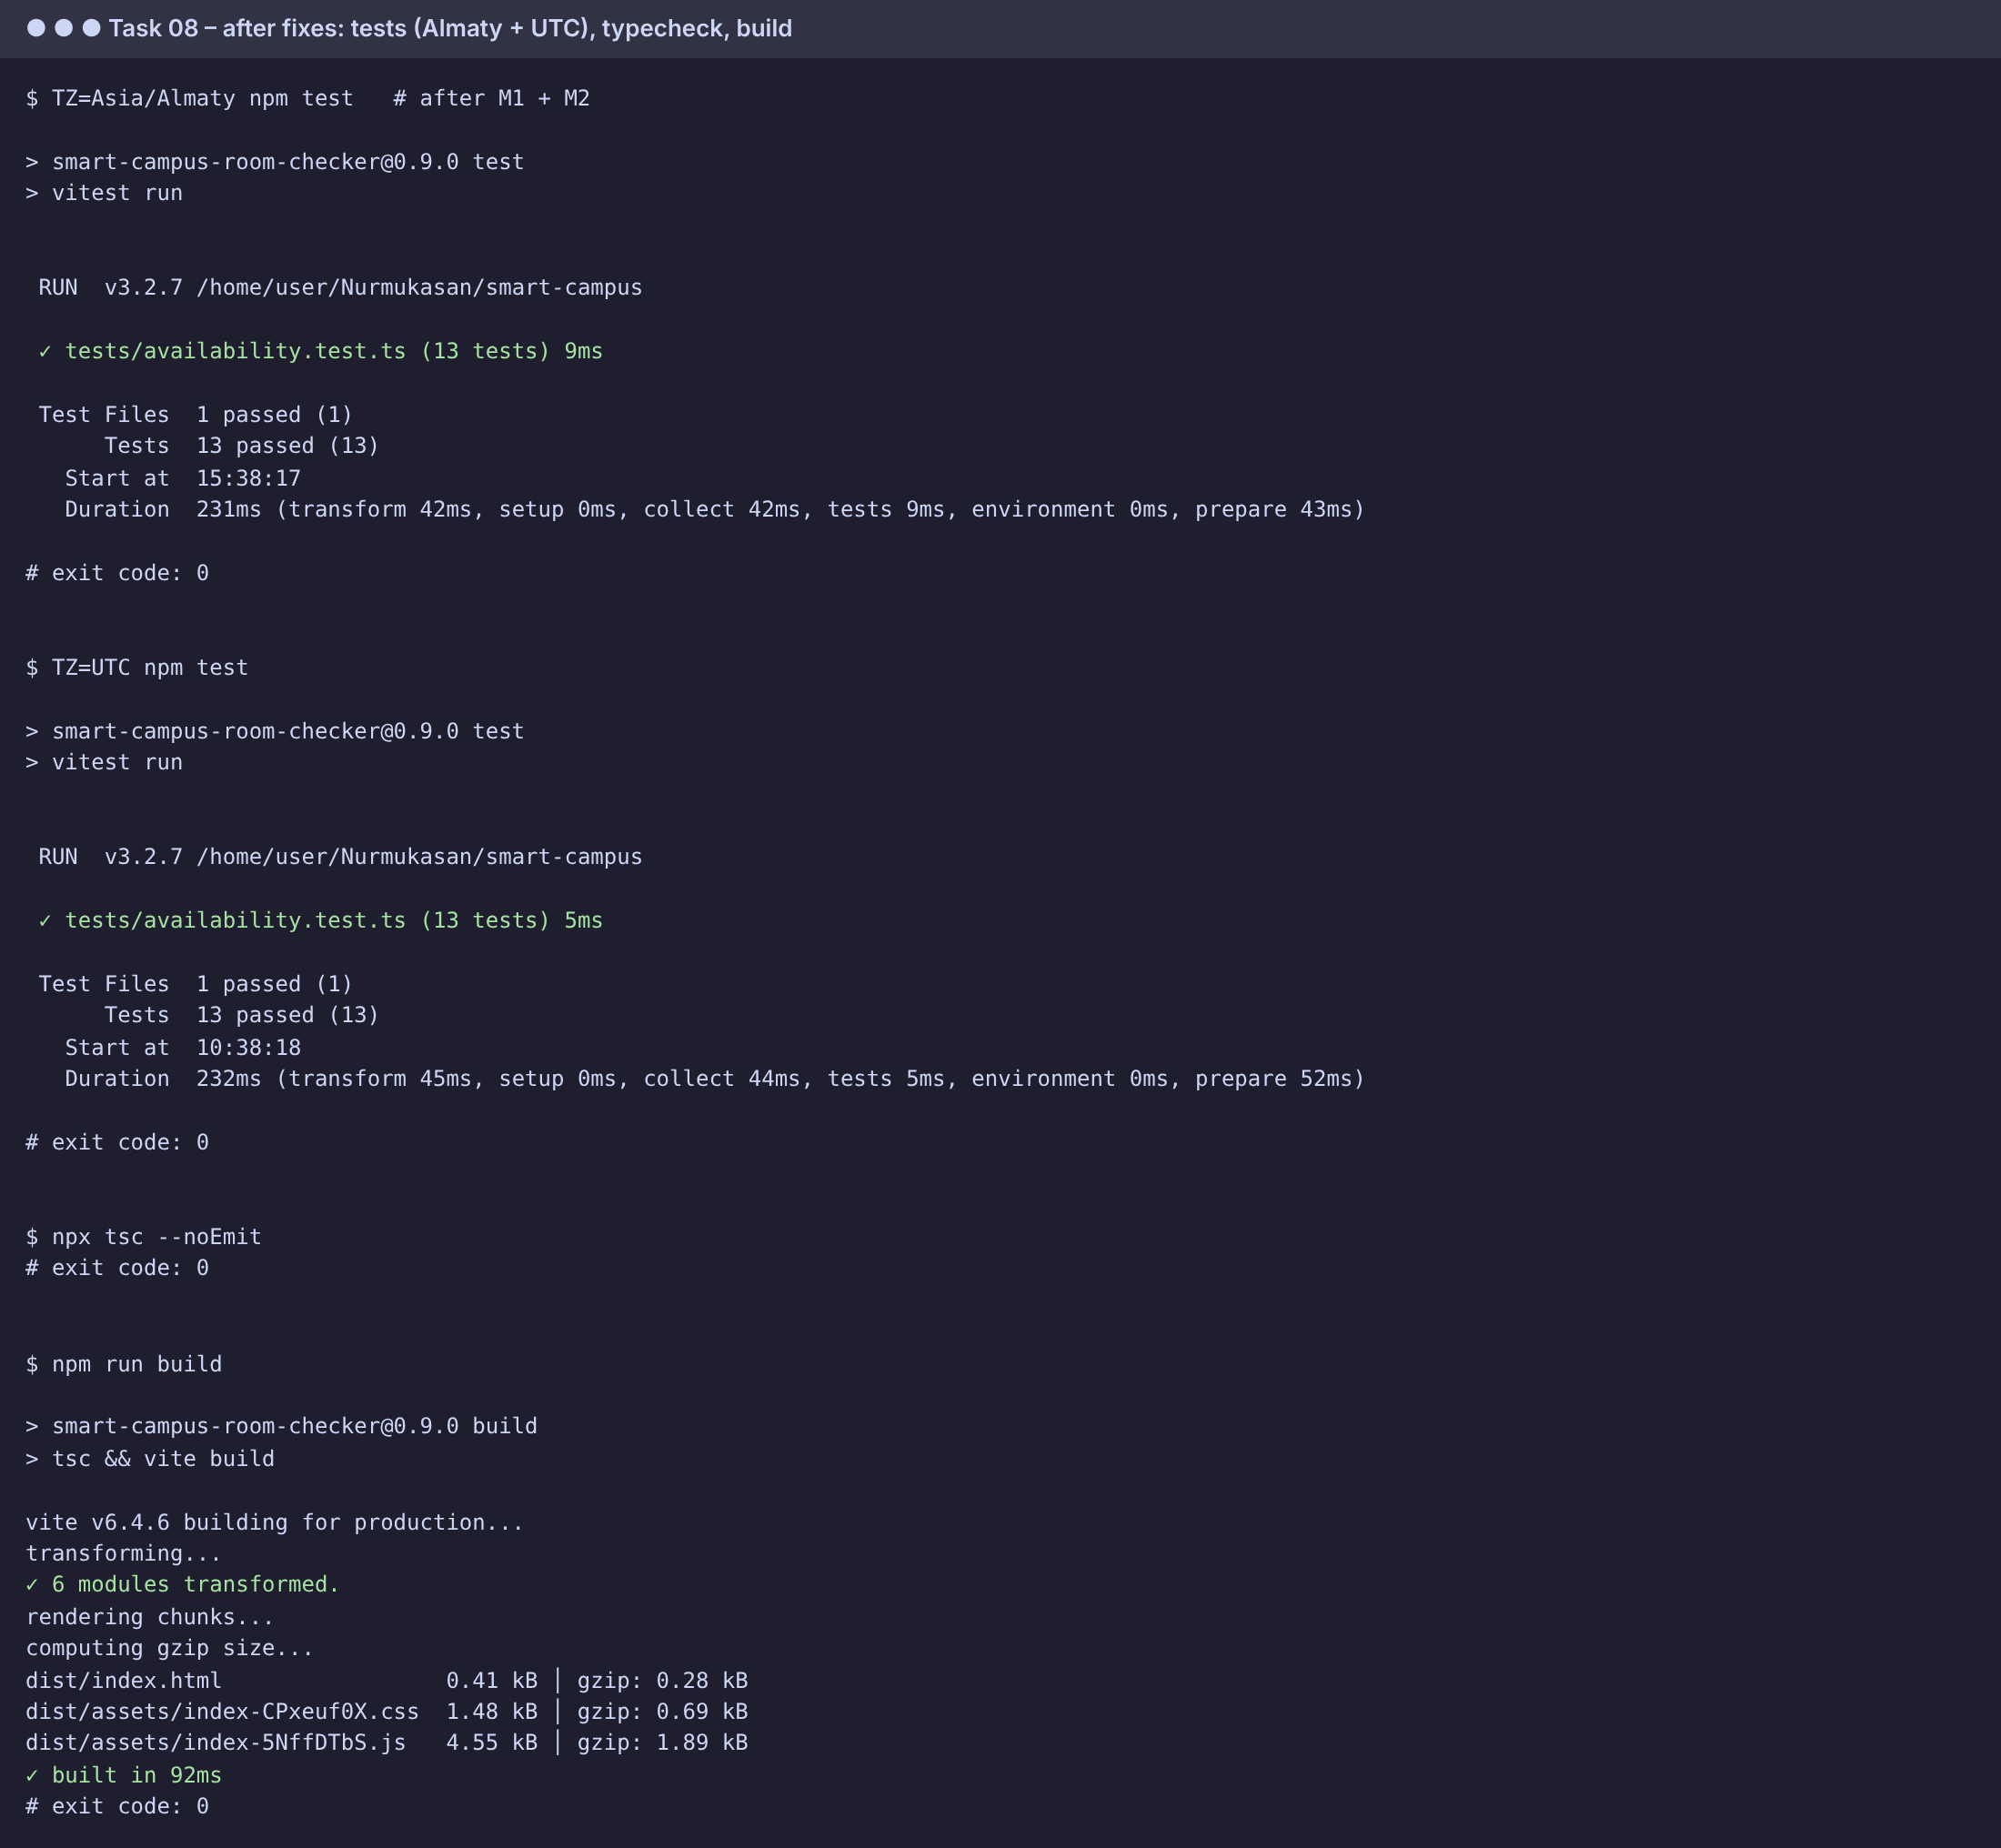 Task 08 – after fixes: tests (Almaty + UTC), typecheck, build
$ TZ=Asia/Almaty npm test   # after M1 + M2
> smart-campus-room-checker@0.9.0 test
> vitest run
RUN  v3.2.7 /home/user/Nurmukasan/smart-campus
✓ tests/availability.test.ts (13 tests) 9ms
Test Files  1 passed (1)
Tests  13 passed (13)
Start at  15:38:17
Duration  231ms (transform 42ms, setup 0ms, collect 42ms, tests 9ms, environment 0ms, prepare 43ms)
# exit code: 0
$ TZ=UTC npm test
> smart-campus-room-checker@0.9.0 test
> vitest run
RUN  v3.2.7 /home/user/Nurmukasan/smart-campus
✓ tests/availability.test.ts (13 tests) 5ms
Test Files  1 passed (1)
Tests  13 passed (13)
Start at  10:38:18
Duration  232ms (transform 45ms, setup 0ms, collect 44ms, tests 5ms, environment 0ms, prepare 52ms)
# exit code: 0
$ npx tsc --noEmit
# exit code: 0
$ npm run build
> smart-campus-room-checker@0.9.0 build
> tsc && vite build
vite v6.4.6 building for production...
transforming...
✓ 6 modules transformed.
rendering chunks...
computing gzip size...
dist/index.html                 0.41 kB │ gzip: 0.28 kB
dist/assets/index-CPxeuf0X.css  1.48 kB │ gzip: 0.69 kB
dist/assets/index-5NffDTbS.js   4.55 kB │ gzip: 1.89 kB
✓ built in 92ms
# exit code: 0